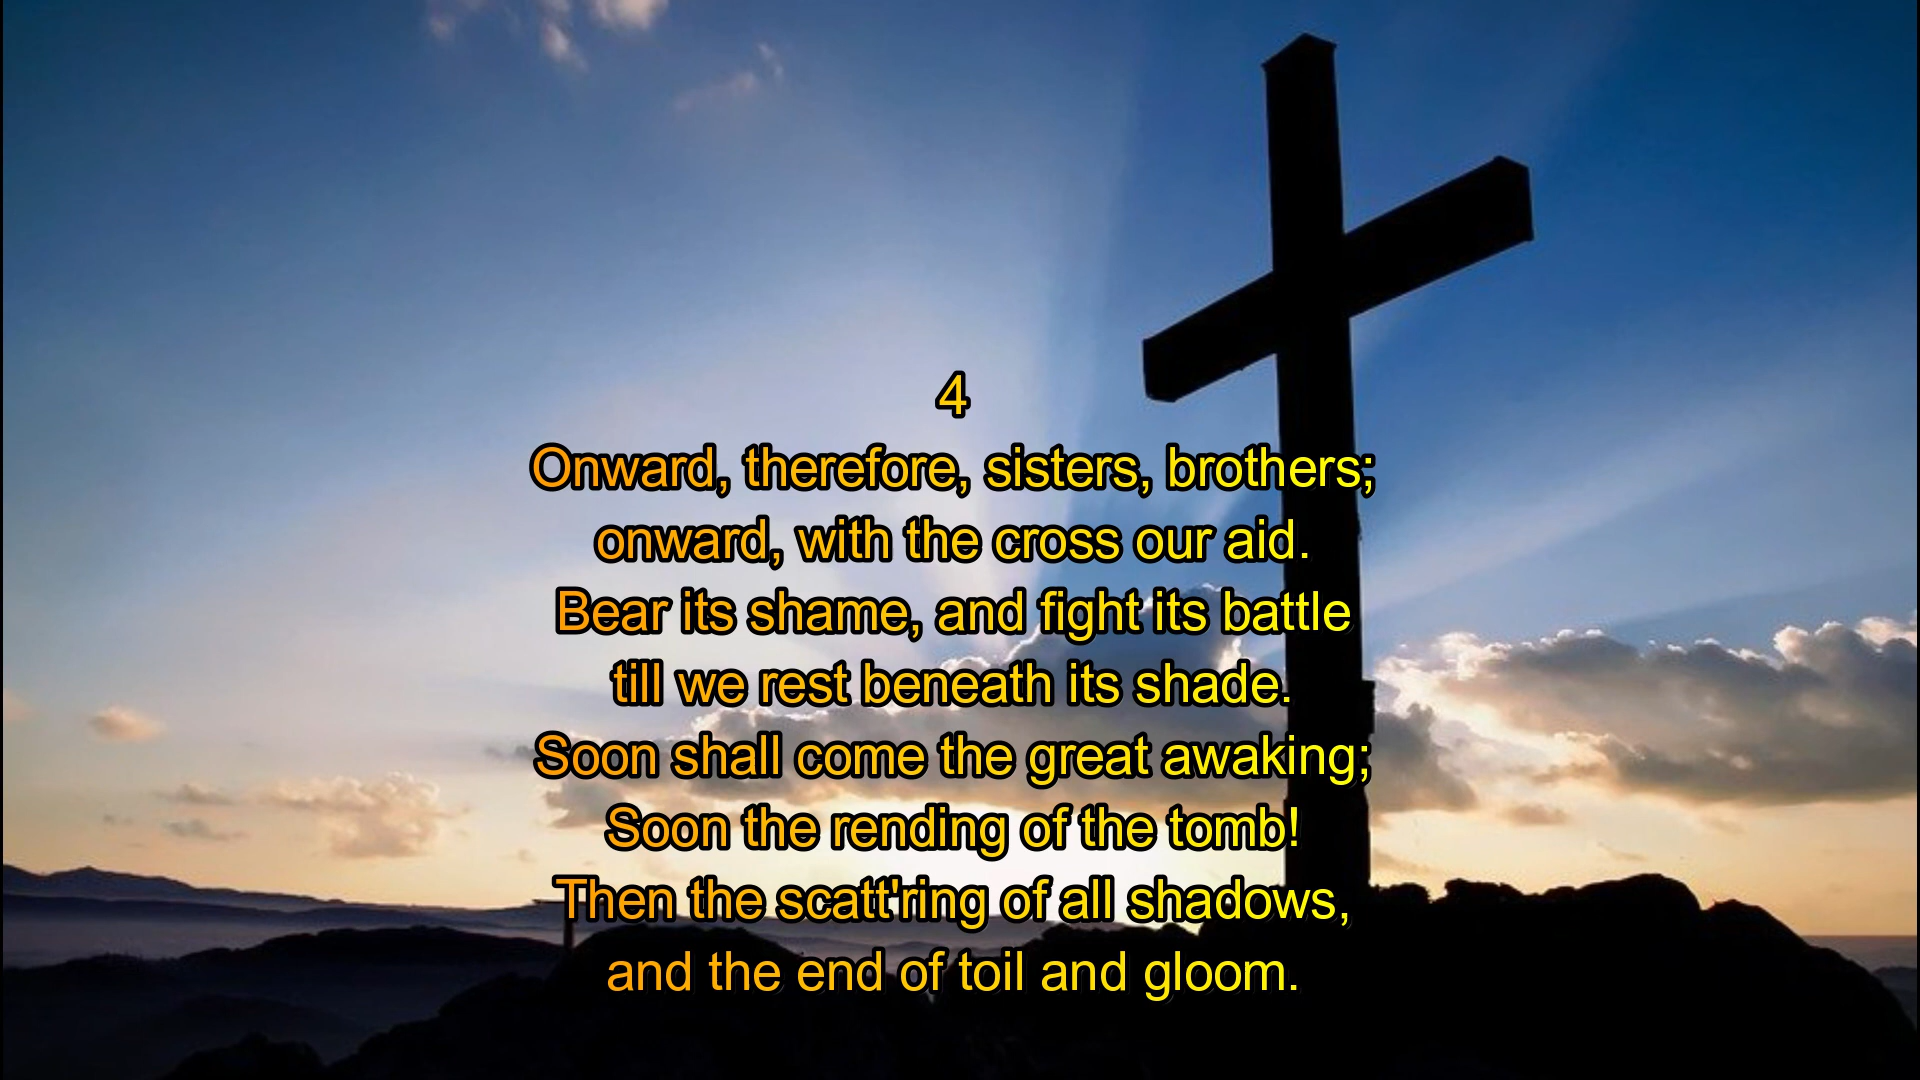 4
Onward, therefore, sisters, brothers;
onward, with the cross our aid.
Bear its shame, and fight its battle
till we rest beneath its shade.
Soon shall come the great awaking;
Soon the rending of the tomb!
Then the scatt'ring of all shadows,
and the end of toil and gloom.